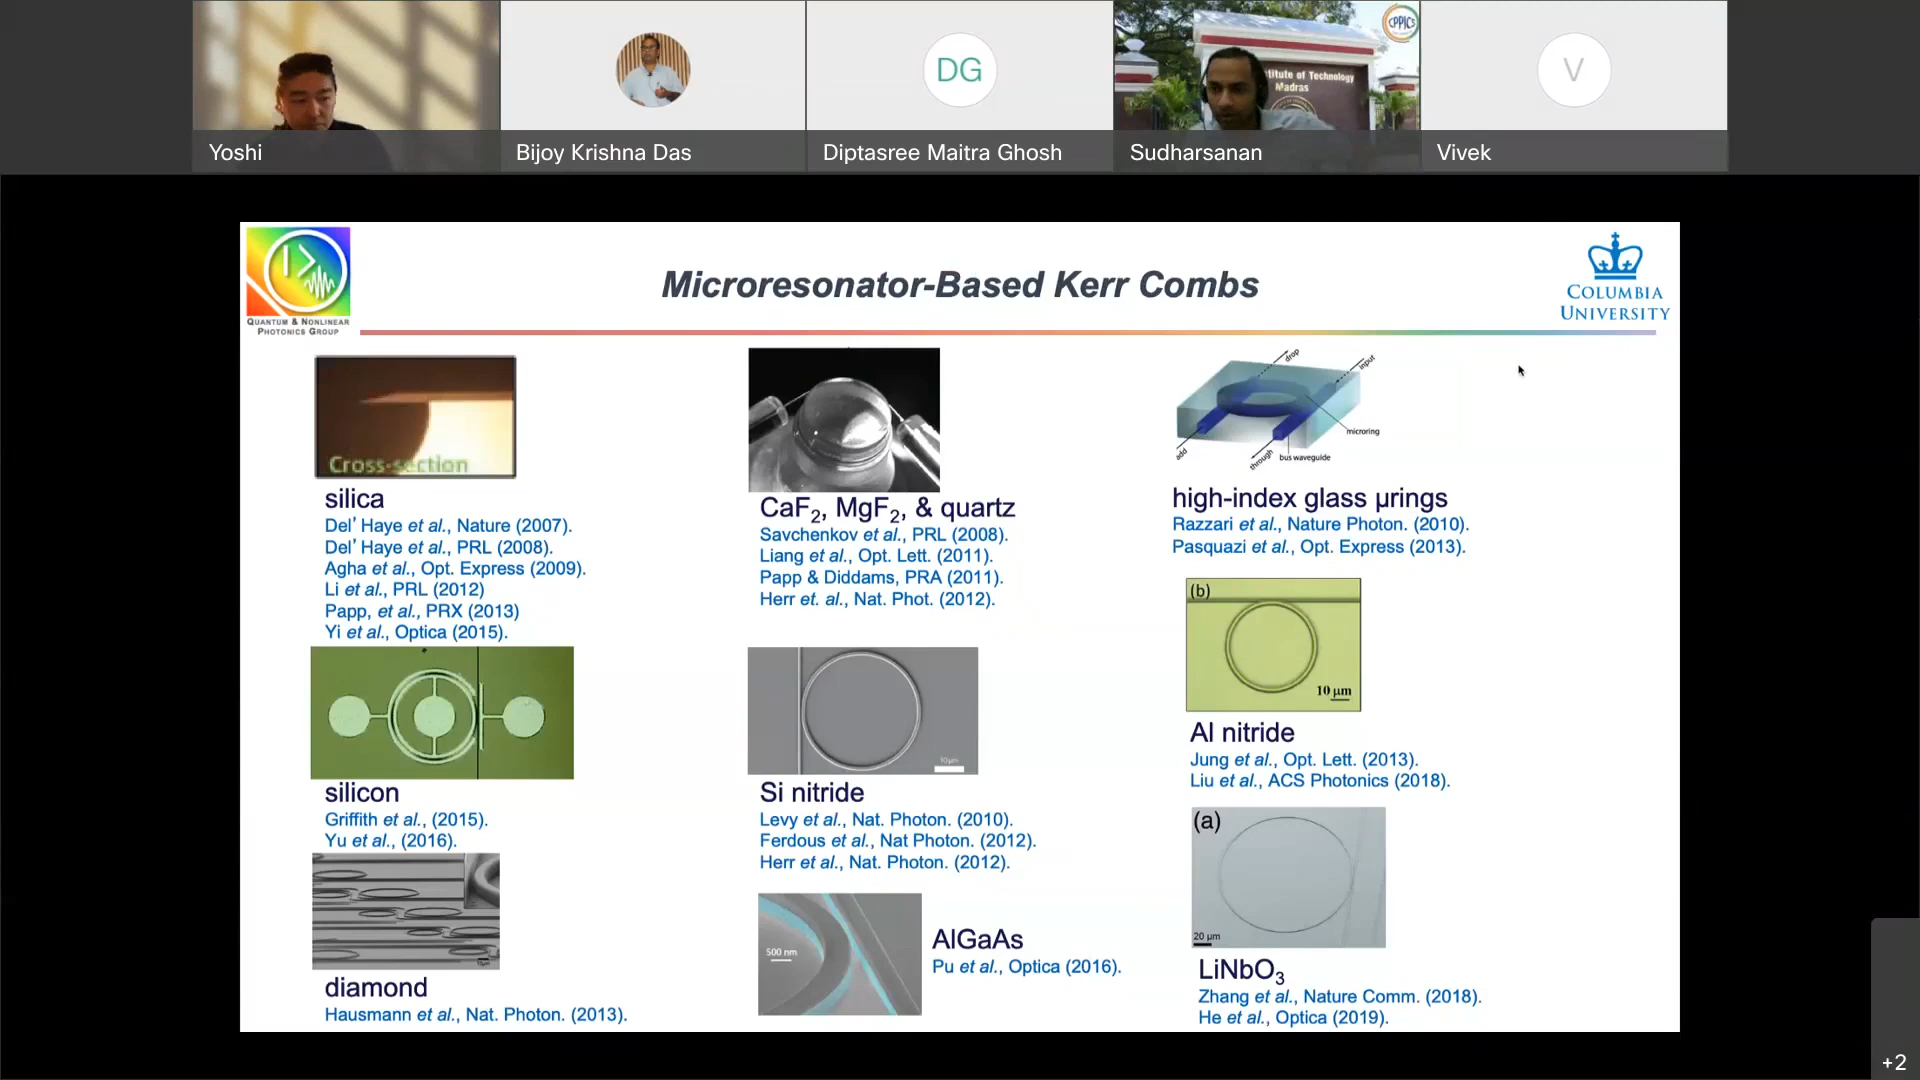 Yoshi
Bijoy Krishna Das
DG
Diptasree Maitra Ghosh
CPPICS
titute of Technology
Madras
Sudharsanan
V
Vivek
QUANTUM & NONLINEAR
PHOTONICS GROUP
Microresonator-Based Kerr Combs
COLUMBIA
UNIVERSITY
Cross-section
silica
Del' Haye et al., Nature (2007).
Del' Haye et al., PRL (2008).
Agha et al., Opt. Express (2009).
Li et al., PRL (2012)
Papp, et al., PRX (2013)
Yi et al., Optica (2015).
silicon
Griffith et al., (2015).
Yu et al., (2016).
diamond
Hausmann et al., Nat. Photon. (2013).
CaF₂, MgF₂, & quartz
Savchenkov et al., PRL (2008).
Liang et al., Opt. Lett. (2011).
Papp & Diddams, PRA (2011).
Herr et. al., Nat. Phot. (2012).
Si nitride
Levy et al., Nat. Photon. (2010).
Ferdous et al., Nat Photon. (2012).
Herr et al., Nat. Photon. (2012).
500 nm
AlGaAs
Pu et al., Optica (2016).
drop
input
microring
add
through
bus waveguide
high-index glass μrings
Razzari et al., Nature Photon. (2010).
Pasquazi et al., Opt. Express (2013).
(b)
10 μm
Al nitride
Jung et al., Opt. Lett. (2013).
Liu et al., ACS Photonics (2018).
(a)
20 μm
LiNbO₃
Zhang et al., Nature Comm. (2018).
He et al., Optica (2019).
+2